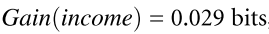 Gain(income) = 0.029 bits,